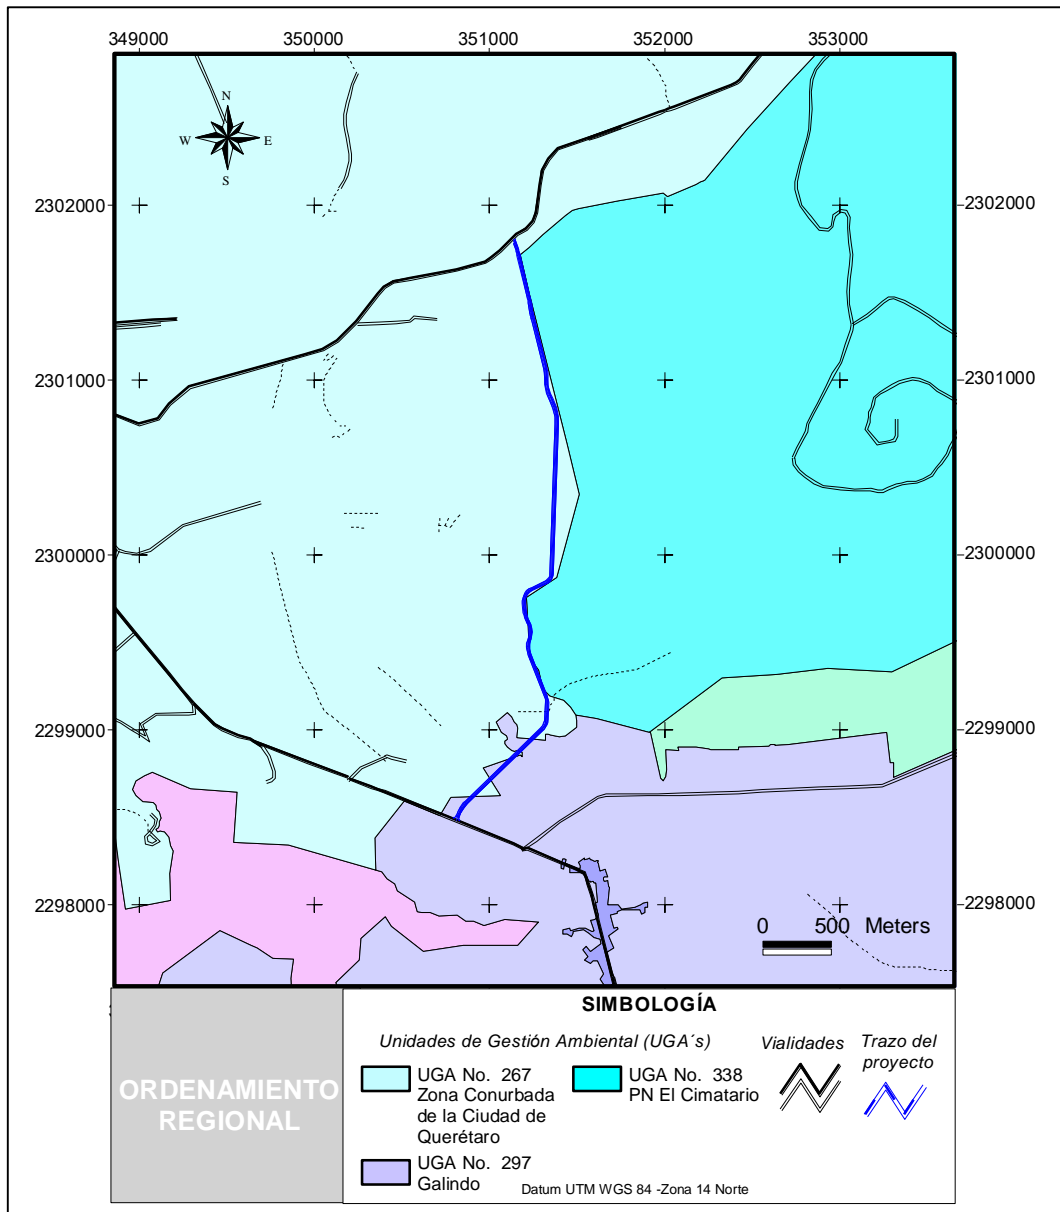 349000 350000 351000 352000 353000
N
W E
S
2302000 2302000
2301000 2301000
2300000 2300000
2299000 2299000
2298000 2298000
0 500 Meters
SIMBOLOGÍA
Unidades de Gestión Ambiental (UGA´s)
UGA No. 267
Zona Conurbada
de la Ciudad de
Querétaro
UGA No. 338
PN El Cimatario
UGA No. 297
Galindo
Vialidades
Trazo del
proyecto
Datum UTM WGS 84 -Zona 14 Norte
ORDENAMIENTO
REGIONAL